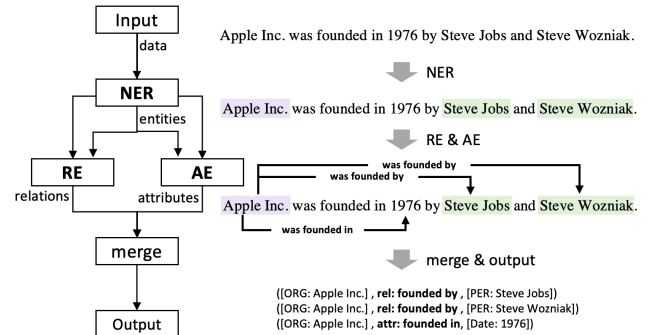 Input
data
NER
entities
RE
AE
relations
attributes
merge
Output
Apple Inc. was founded in 1976 by Steve Jobs and Steve Wozniak.
NER
Apple Inc. was founded in 1976 by Steve Jobs and Steve Wozniak.
RE & AE
was founded by
was founded by
Apple Inc. was founded in 1976 by Steve Jobs and Steve Wozniak.
was founded in
merge & output
([ORG: Apple Inc.] , rel: founded by , [PER: Steve Jobs])
([ORG: Apple Inc.] , rel: founded by , [PER: Steve Wozniak])
([ORG: Apple Inc.] , attr: founded in, [Date: 1976])